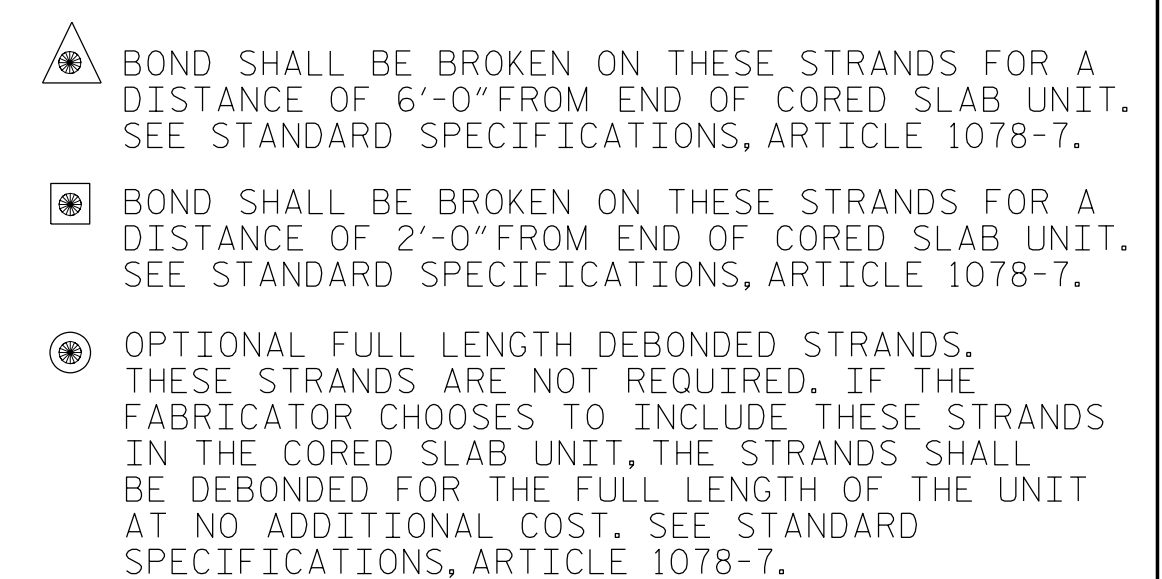 BOND SHALL BE BROKEN ON THESE STRANDS FOR A
DISTANCE OF 6'-0" FROM END OF CORED SLAB UNIT.
SEE STANDARD SPECIFICATIONS, ARTICLE 1078-7.
BOND SHALL BE BROKEN ON THESE STRANDS FOR A
DISTANCE OF 2'-0" FROM END OF CORED SLAB UNIT.
SEE STANDARD SPECIFICATIONS, ARTICLE 1078-7.
OPTIONAL FULL LENGTH DEBONDED STRANDS.
THESE STRANDS ARE NOT REQUIRED. IF THE
FABRICATOR CHOOSES TO INCLUDE THESE STRANDS
IN THE CORED SLAB UNIT, THE STRANDS SHALL
BE DEBONDED FOR THE FULL LENGTH OF THE UNIT
AT NO ADDITIONAL COST. SEE STANDARD
SPECIFICATIONS, ARTICLE 1078-7.